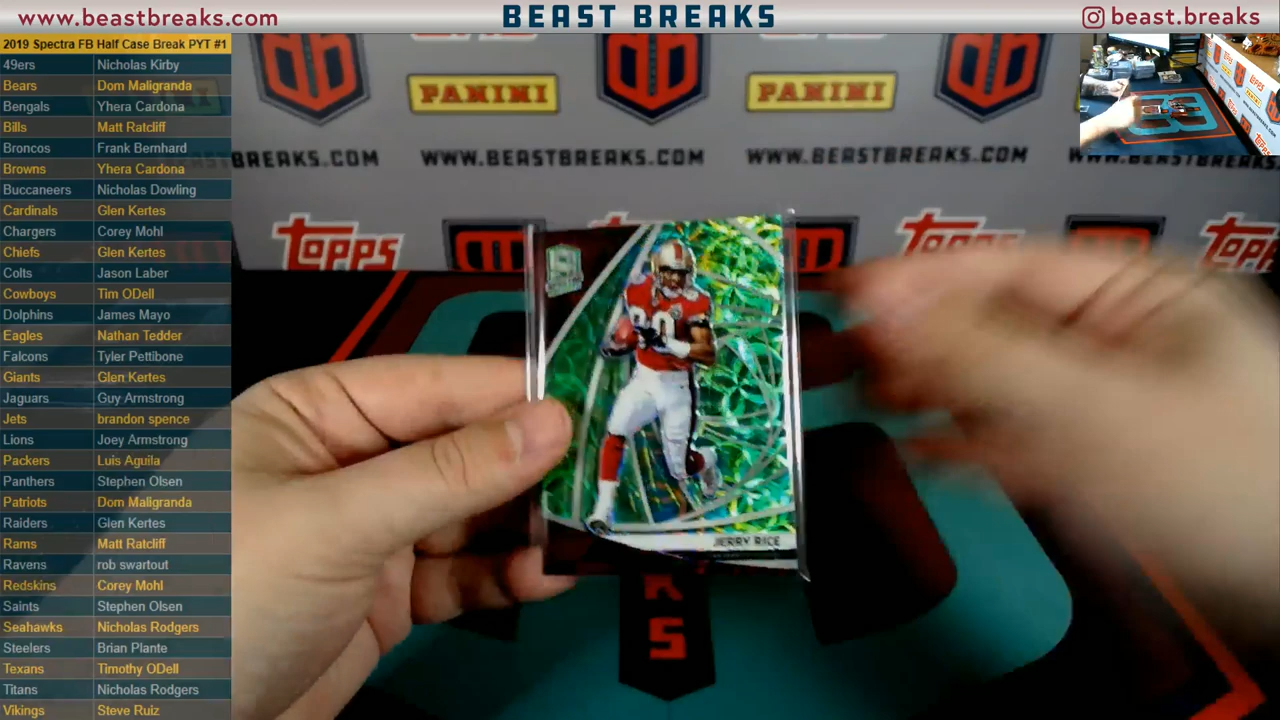 www.beastbreaks.com
BEAST BREAKS
beast.breaks
2019 Spectra FB Half Case Break PYT #1
49ers Nicholas Kirby
Bears Dom Maligranda
Bengals Yhera Cardona
Bills Matt Ratcliff
Broncos Frank Bernhard
Browns Yhera Cardona
Buccaneers Nicholas Dowling
Cardinals Glen Kertes
Chargers Corey Mohl
Chiefs Glen Kertes
Colts Jason Laber
Cowboys Tim ODell
Dolphins James Mayo
Eagles Nathan Tedder
Falcons Tyler Pettibone
Giants Glen Kertes
Jaguars Guy Armstrong
Jets brandon spence
Lions Joey Armstrong
Packers Luis Aguila
Panthers Stephen Olsen
Patriots Dom Maligranda
Raiders Glen Kertes
Rams Matt Ratcliff
Ravens rob swartout
Redskins Corey Mohl
Saints Stephen Olsen
Seahawks Nicholas Rodgers
Steelers Brian Plante
Texans Timothy ODell
Titans Nicholas Rodgers
Vikings Steve Ruiz
PANINI PANINI
BEASTBREAKS.COM WWW.BEASTBREAKS.COM WWW.BEASTBREAKS.COM
TOPPS TOPPS TOPPS
80
JERRY RICE
KS